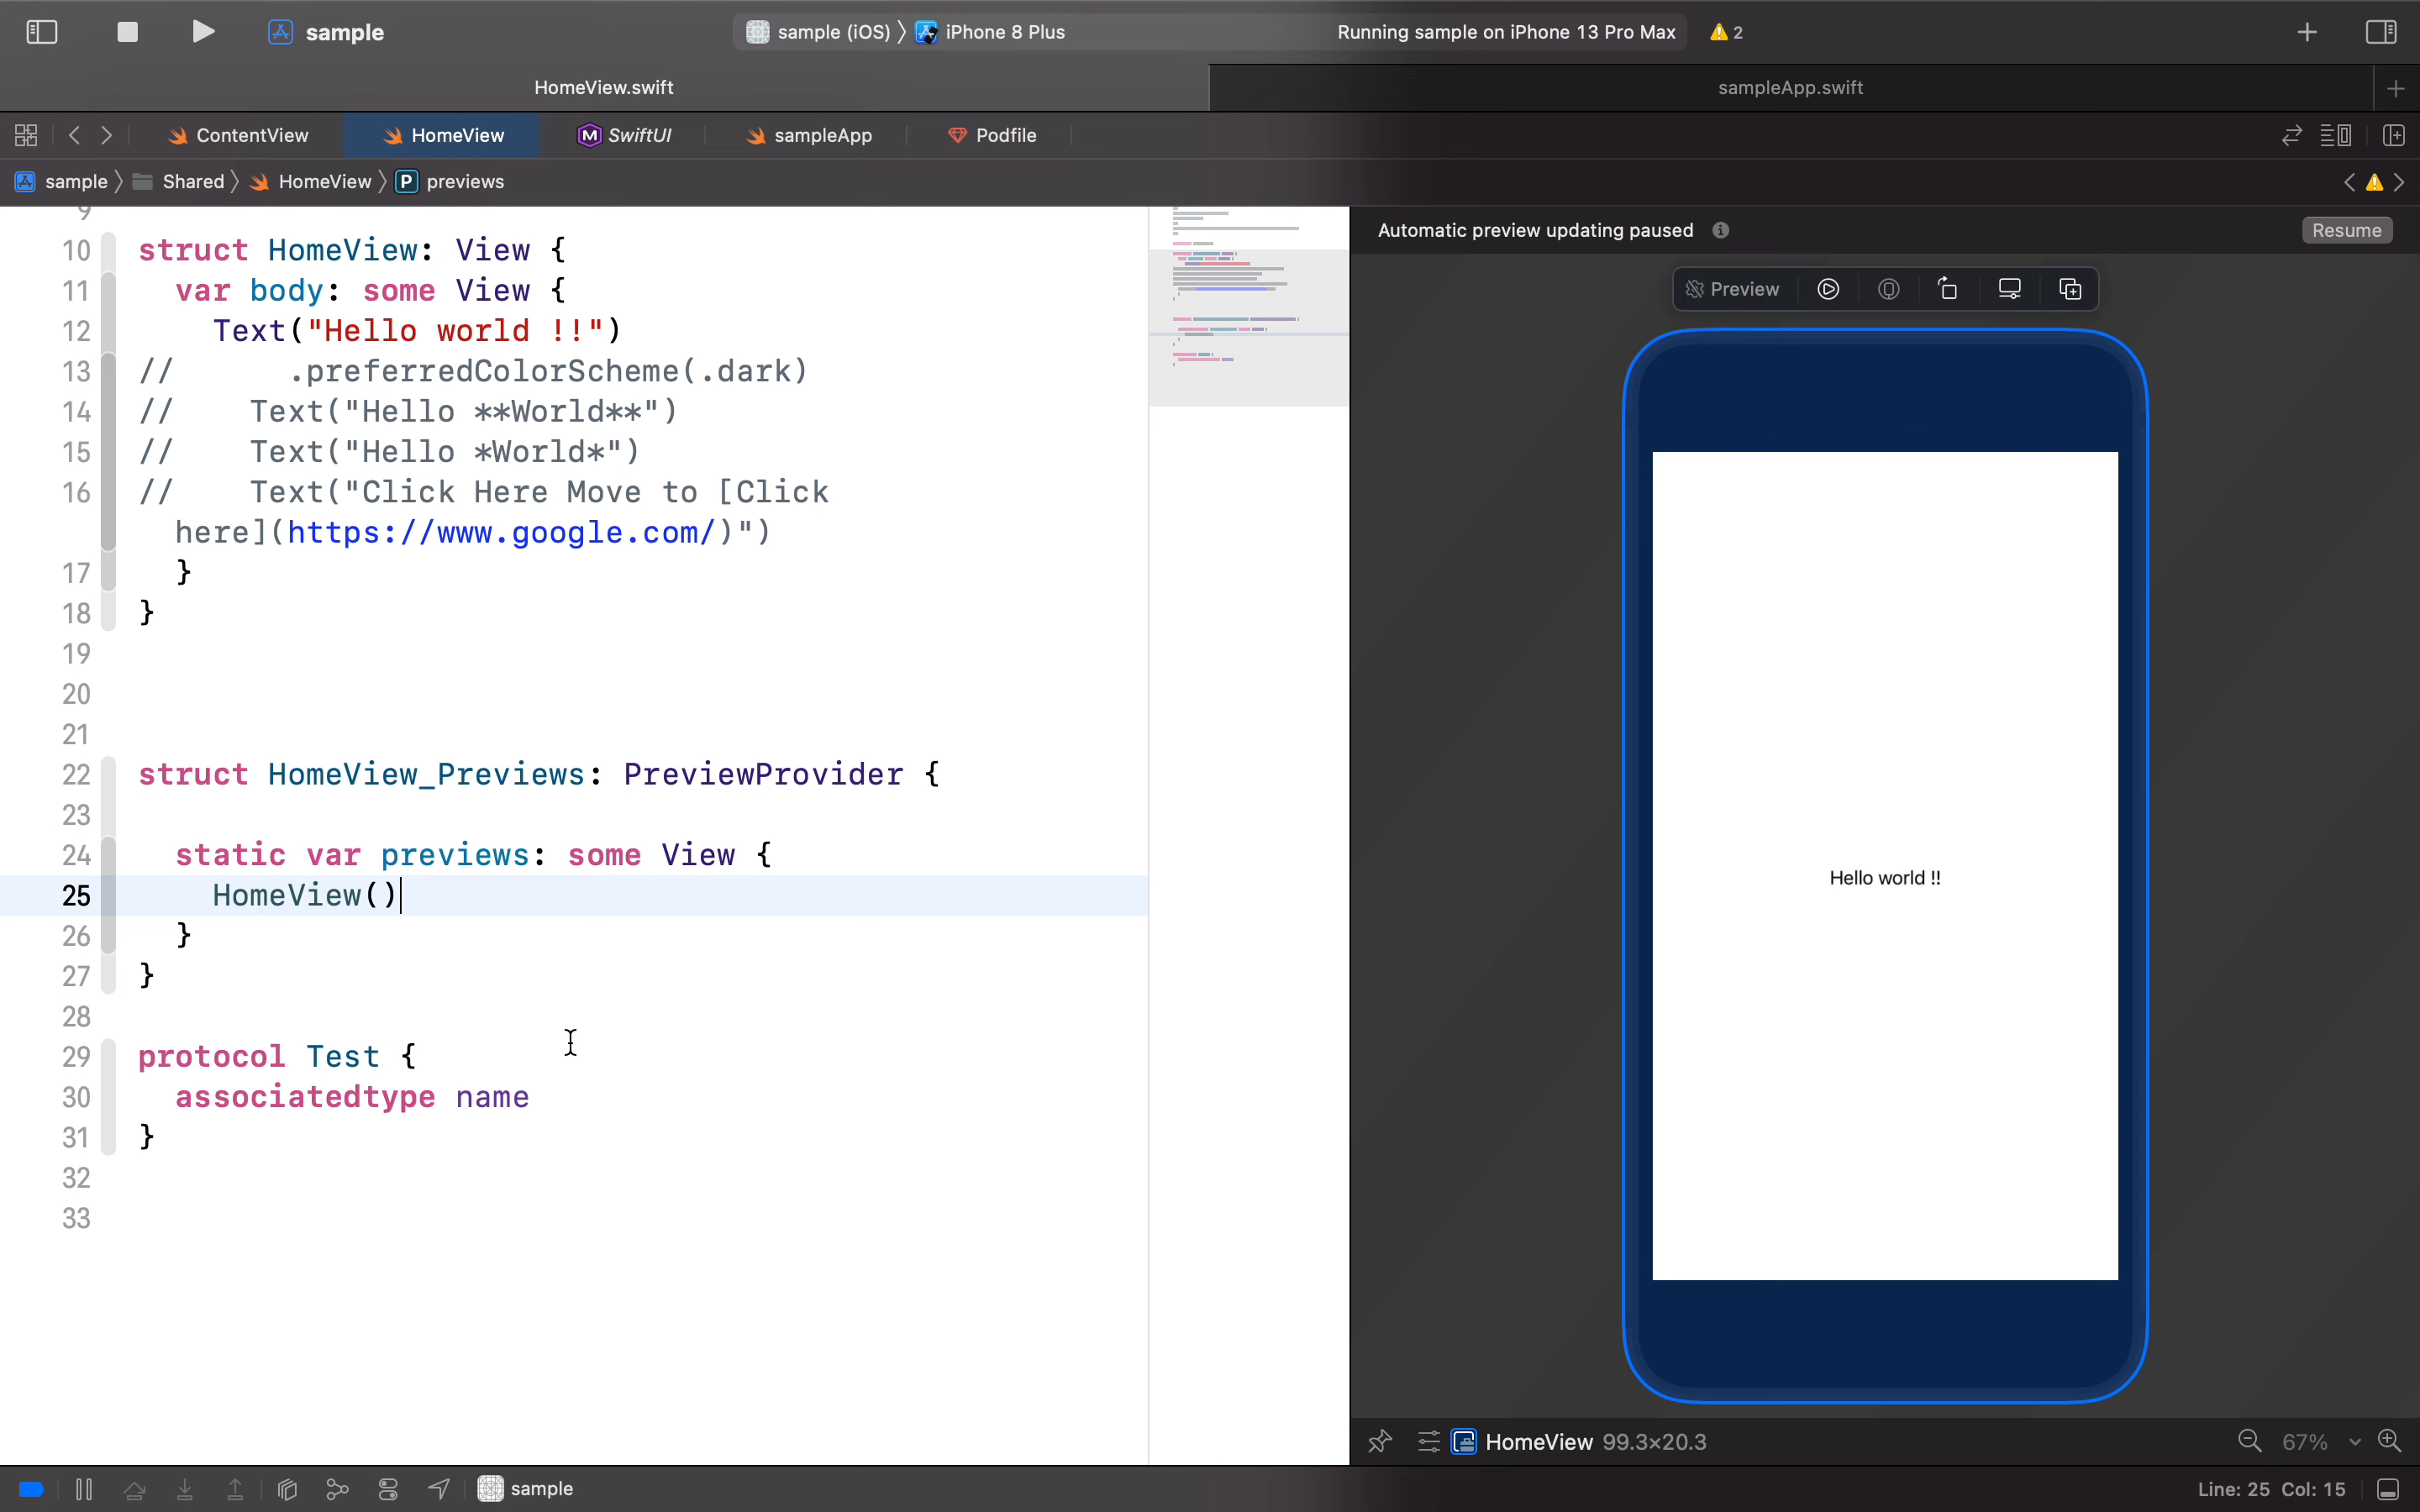 sample
sample (iOS) 〉 iPhone 8 Plus
Running sample on iPhone 13 Pro Max
2
HomeView.swift
sampleApp.swift
ContentView
HomeView
SwiftUI
sampleApp
Podfile
sample 〉 Shared 〉 HomeView 〉 P previews
Automatic preview updating paused
Resume
Preview
9
10 struct HomeView: View {
11 var body: some View {
12 Text("Hello world !!")
13 // .preferredColorScheme(.dark)
14 // Text("Hello **World**")
15 // Text("Hello *World*")
16 // Text("Click Here Move to [Click
here](https://www.google.com/)")
17 }
18 }
19
20
21
22 struct HomeView_Previews: PreviewProvider {
23
24 static var previews: some View {
25 HomeView()
26 }
27 }
28
29 protocol Test {
30 associatedtype name
31 }
32
33
Hello world !!
HomeView 99.3×20.3
67%
sample
Line: 25 Col: 15